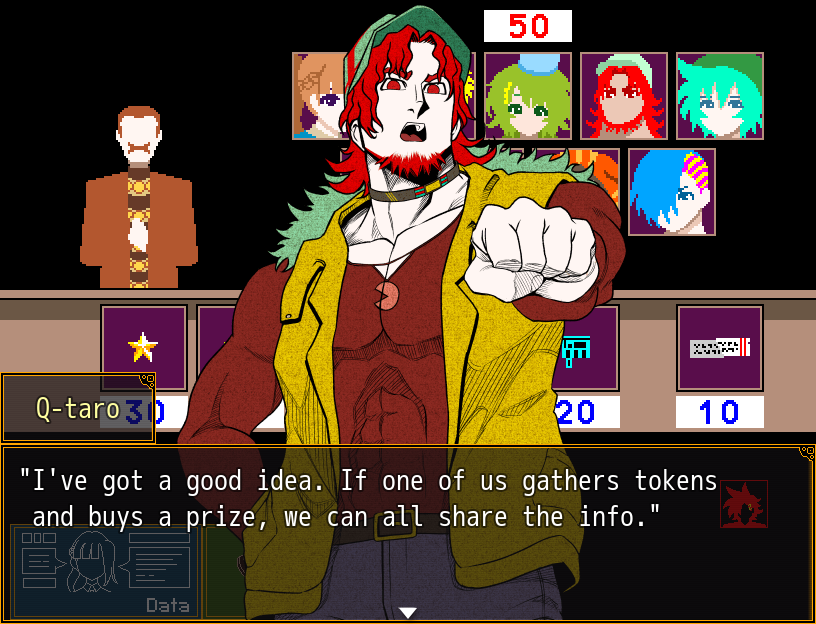 50
30
20
10
Q-taro
"I've got a good idea. If one of us gathers tokens
and buys a prize, we can all share the info."
Data